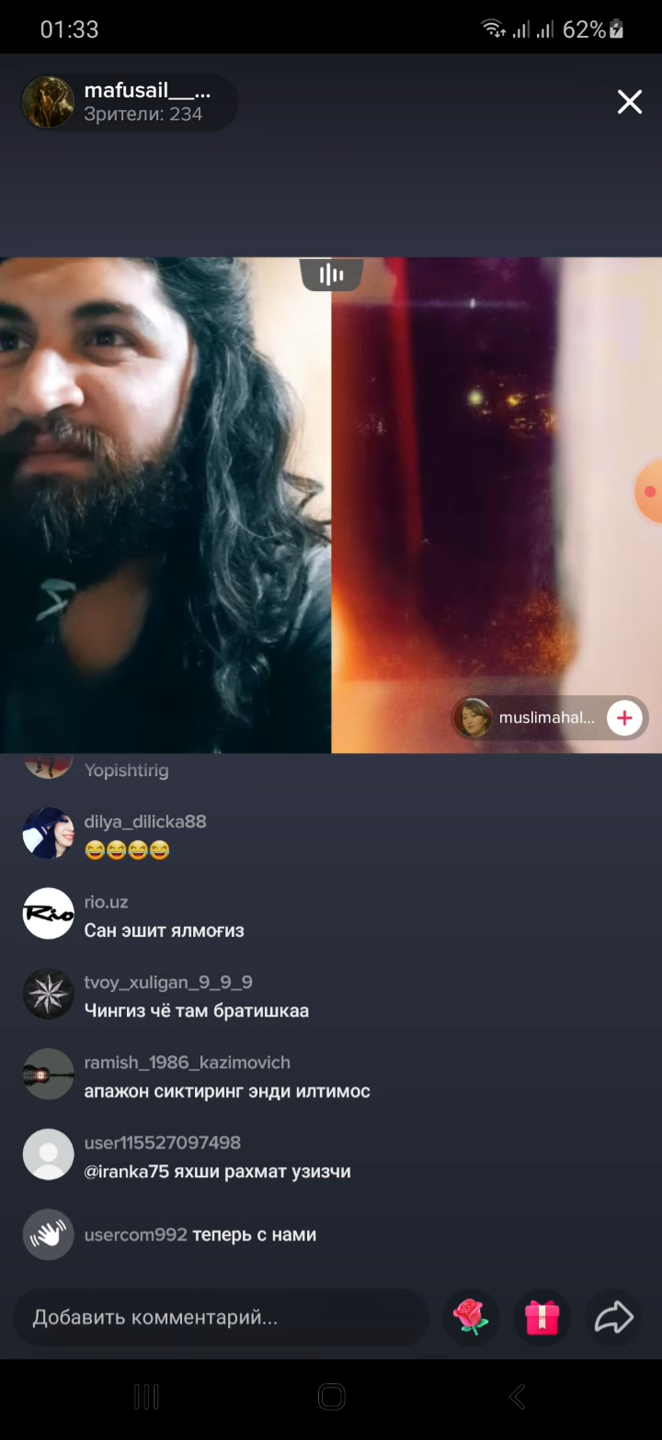 01:33
62%
mafusail__...
Зрители: 234
muslimahal...
Yopishtirig
dilya_dilicka88
😂😂😂😂
rio.uz
Rio
Сан эшит ялмоғиз
tvoy_xuligan_9_9_9
Чингиз чё там братишкаа
ramish_1986_kazimovich
апажон сиктиринг энди илтимос
user115527097498
@iranka75 яхши рахмат узизчи
usercom992 теперь с нами
Добавить комментарий...